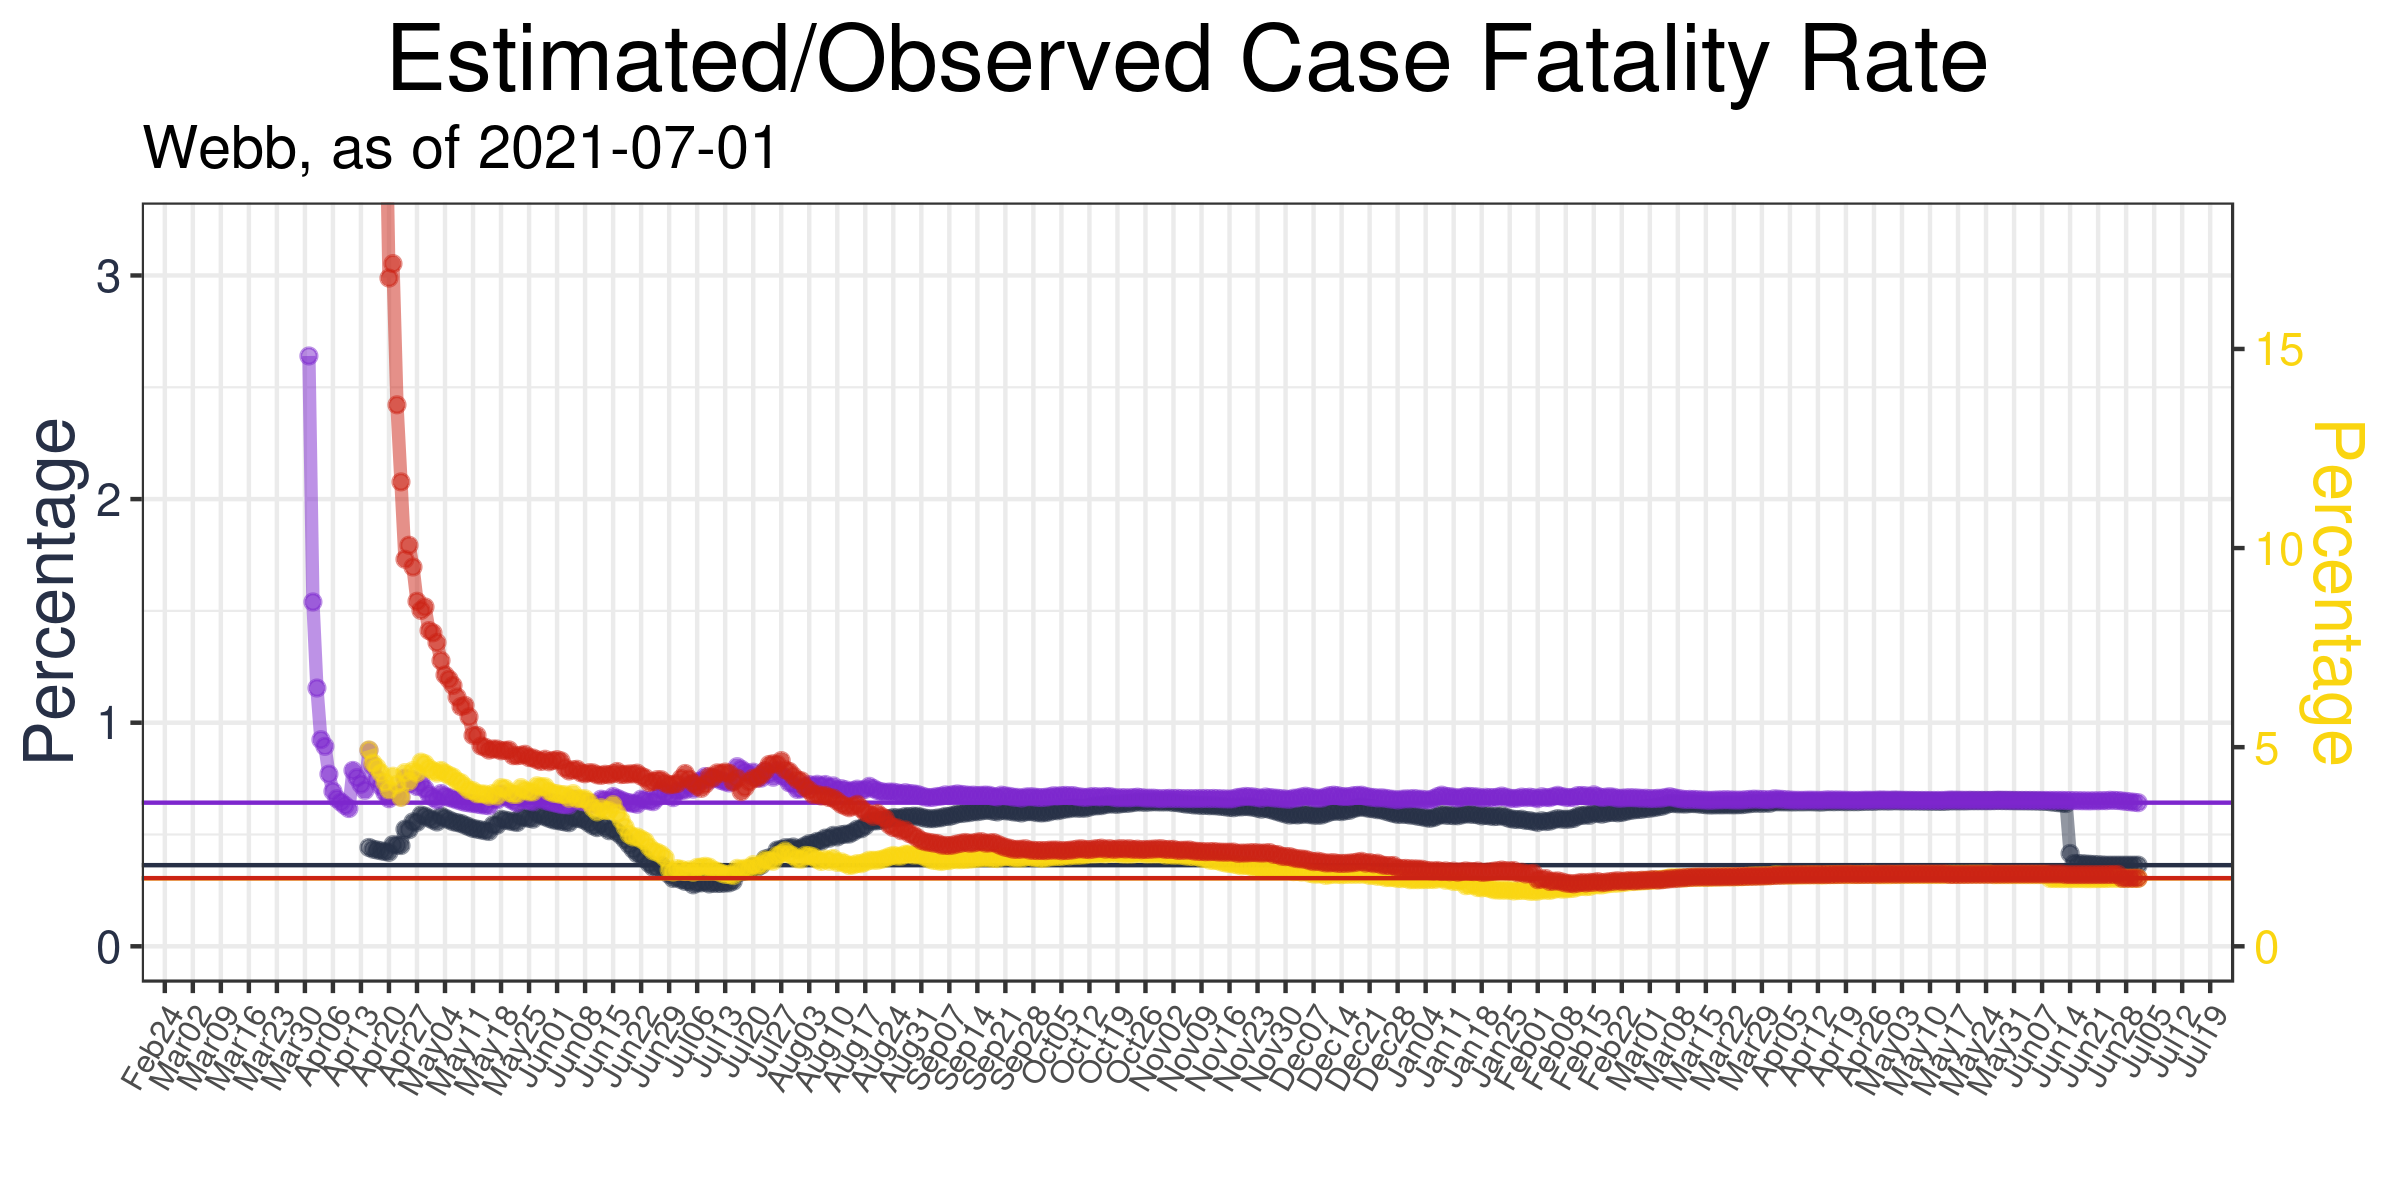 Estimated/Observed Case Fatality Rate
Webb, as of 2021-07-01
Percentage
3
2
1
0
15
10
5
0
Percentage
Feb24
Mar02
Mar09
Mar16
Mar23
Mar30
Apr06
Apr13
Apr20
Apr27
May04
May11
May18
May25
Jun01
Jun08
Jun15
Jun22
Jun29
Jul06
Jul13
Jul20
Jul27
Aug03
Aug10
Aug17
Aug24
Aug31
Sep07
Sep14
Sep21
Sep28
Oct05
Oct12
Oct19
Oct26
Nov02
Nov09
Nov16
Nov23
Nov30
Dec07
Dec14
Dec21
Dec28
Jan04
Jan11
Jan18
Jan25
Feb01
Feb08
Feb15
Feb22
Mar01
Mar08
Mar15
Mar22
Mar29
Apr05
Apr12
Apr19
Apr26
May03
May10
May17
May24
May31
Jun07
Jun14
Jun21
Jun28
Jul05
Jul12
Jul19